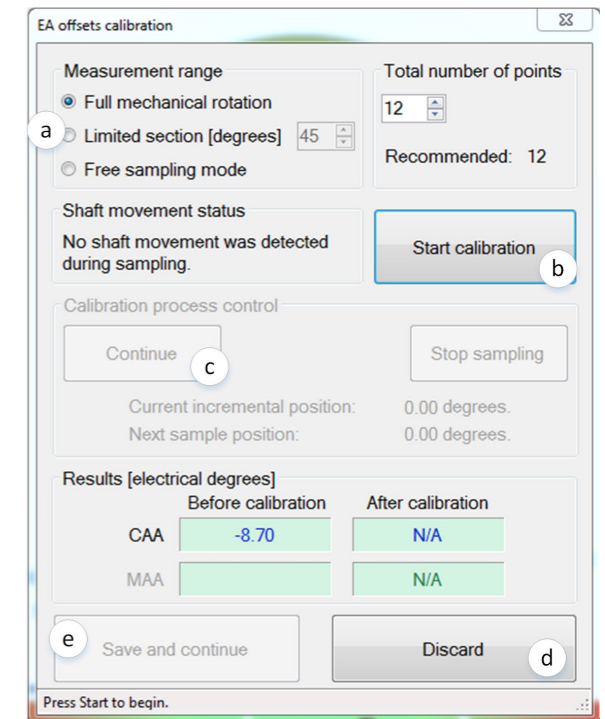 EA offsets calibration
Measurement range
Total number of points
Full mechanical rotation
12
a
Limited section [degrees] 45
Recommended: 12
Free sampling mode
Shaft movement status
No shaft movement was detected
during sampling.
Start calibration
b
Calibration process control
Continue
c
Stop sampling
Current incremental position: 0.00 degrees.
Next sample position: 0.00 degrees.
Results [electrical degrees]
Before calibration After calibration
CAA -8.70 N/A
MAA N/A
e
Save and continue
Discard
d
Press Start to begin.